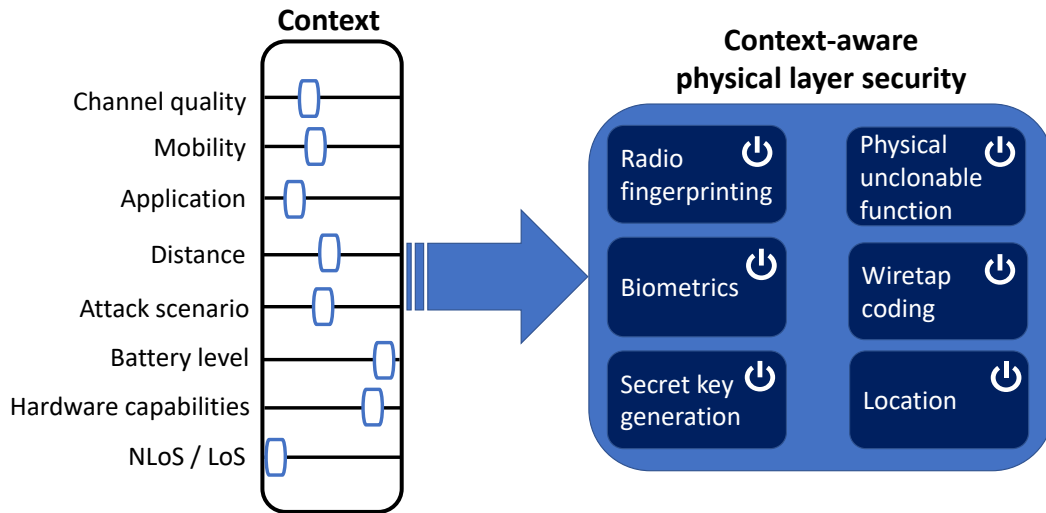 Context
Channel quality
Mobility
Application
Distance
Attack scenario
Battery level
Hardware capabilities
NLoS / LoS
Context-aware
physical layer security
Radio
fingerprinting
Physical
unclonable
function
Biometrics
Wiretap
coding
Secret key
generation
Location